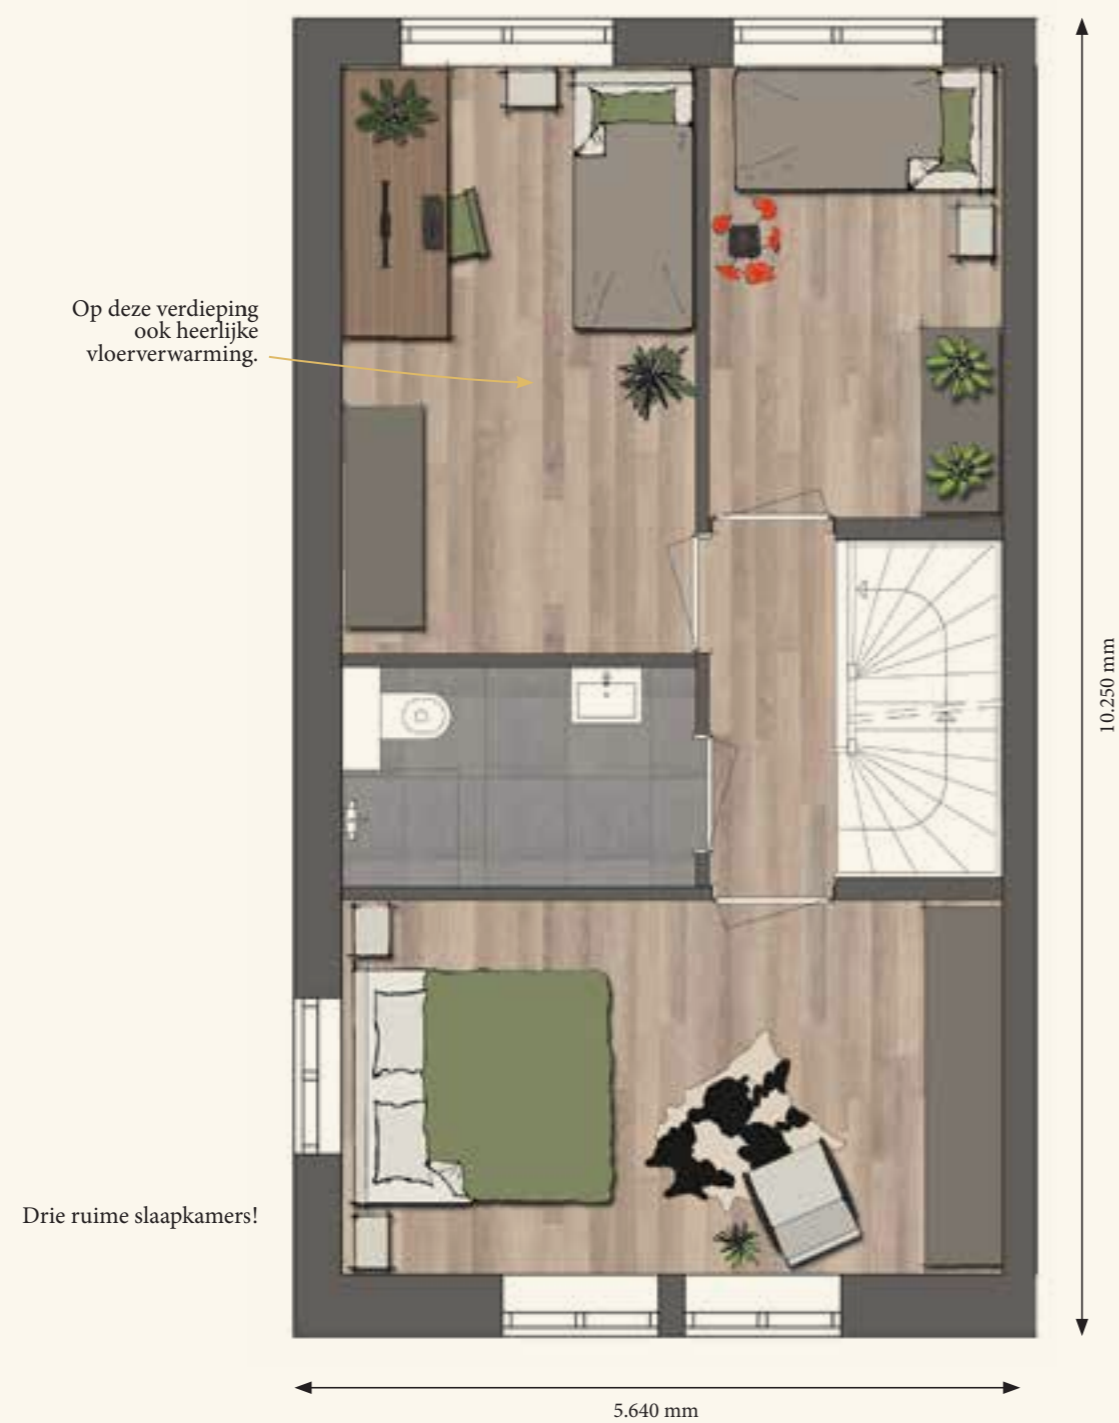 Op deze verdieping
ook heerlijke
vloerverwarming.
10.250 mm
Drie ruime slaapkamers!
5.640 mm